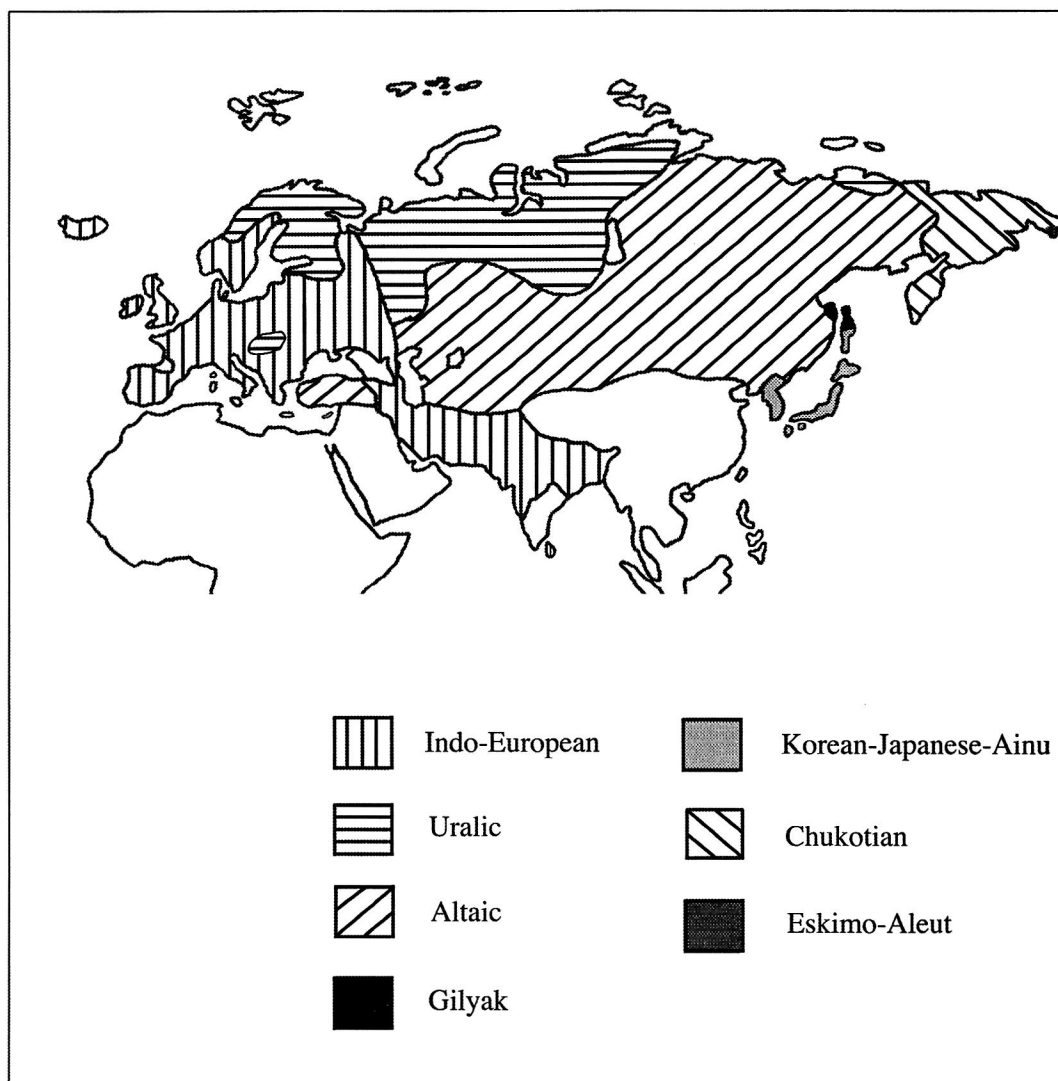 Indo-European
Korean-Japanese-Ainu
Uralic
Chukotian
Altaic
Eskimo-Aleut
Gilyak